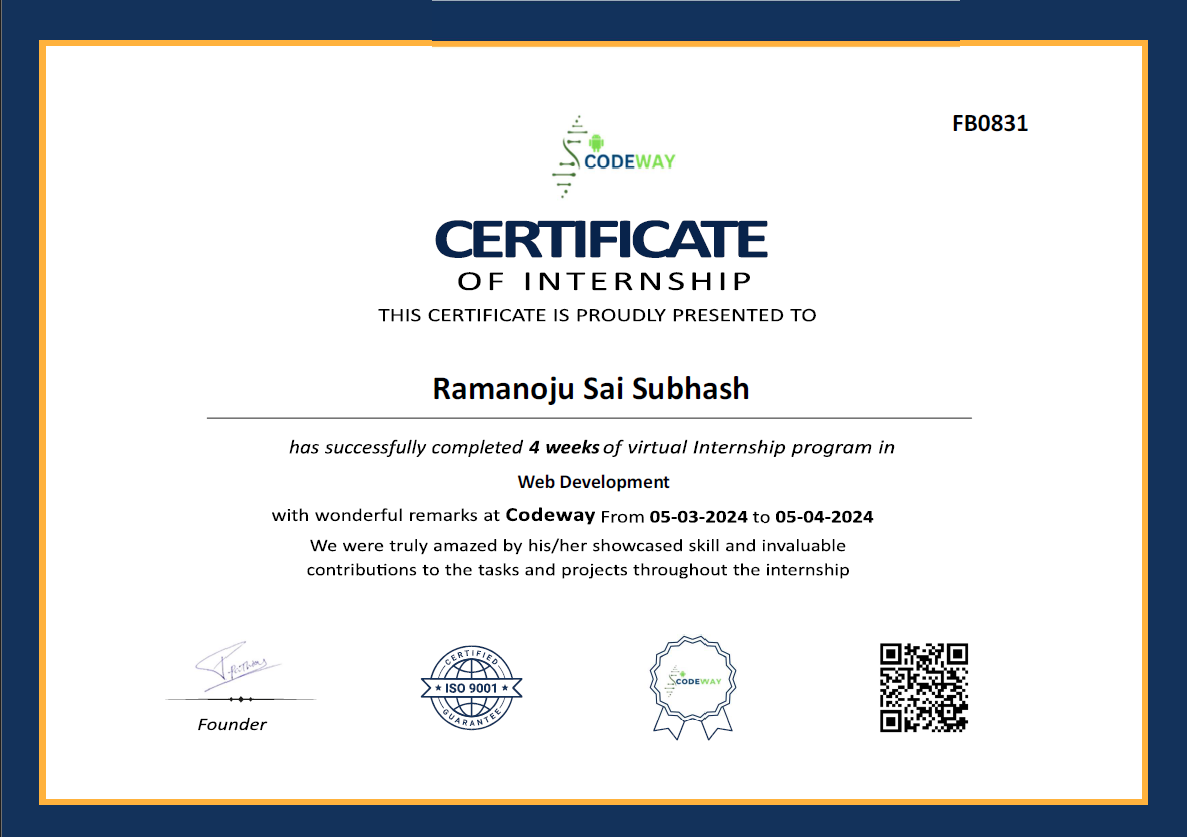 FB0831
CODEWAY
CERTIFICATE
OF INTERNSHIP
THIS CERTIFICATE IS PROUDLY PRESENTED TO
Ramanoju Sai Subhash
has successfully completed 4 weeks of virtual Internship program in
Web Development
with wonderful remarks at Codeway From 05-03-2024 to 05-04-2024
We were truly amazed by his/her showcased skill and invaluable
contributions to the tasks and projects throughout the internship
Founder
CERTIFIED
ISO 9001
GUARANTEE
CODEWAY